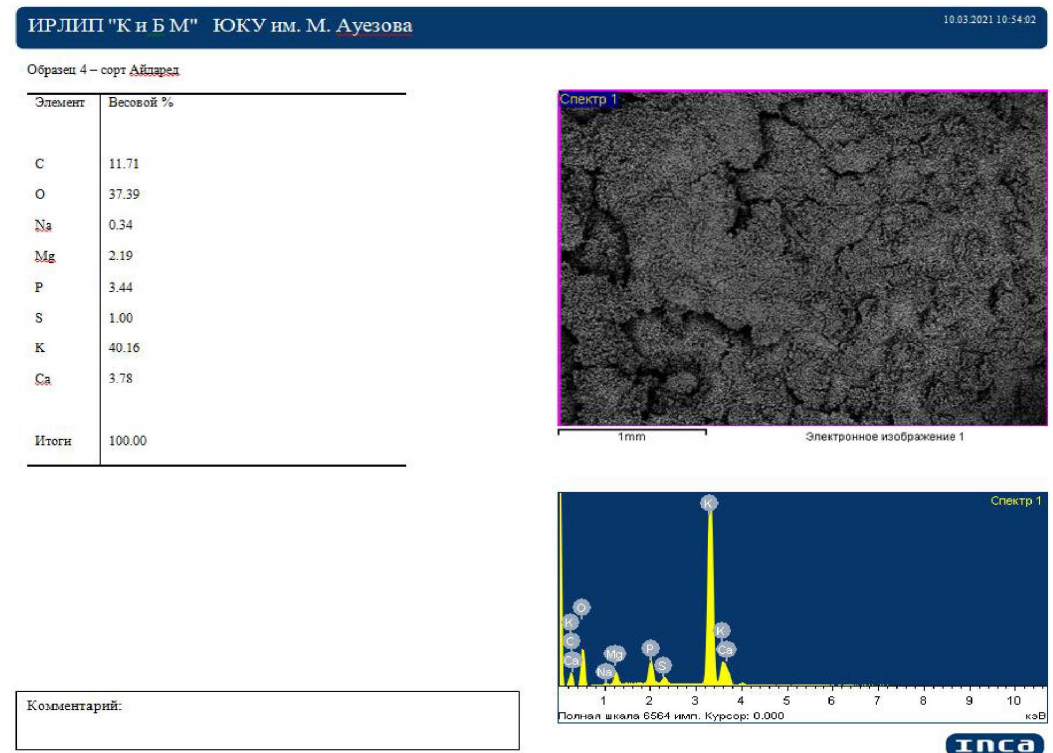 ИРЛИП "К и Б М" ЮКУ им. М. Ауезова
10.03.2021 10:54:02
Образец 4 – сорт Айдаред
Элемент Весовой %
C 11.71
O 37.39
Na 0.34
Mg 2.19
P 3.44
S 1.00
K 40.16
Ca 3.78
Итоги 100.00
Спектр 1
1mm Электронное изображение 1
Спектр 1
K
O
K
C
Ca
Na
Mg
P
S
K
Ca
1 2 3 4 5 6 7 8 9 10
Полная шкала 6564 имп. Курсор: 0.000 кэВ
Комментарий:
INCA